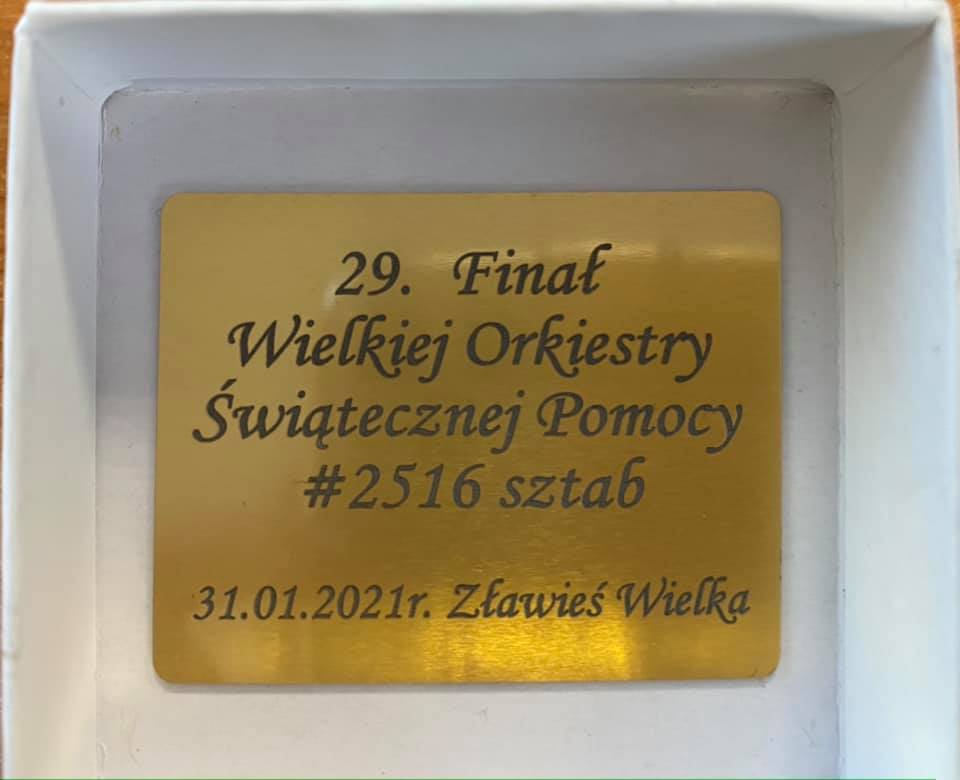 29. Finał
Wielkiej Orkiestry
Świątecznej Pomocy
#2516 sztab
31.01.2021r. Zławieś Wielka